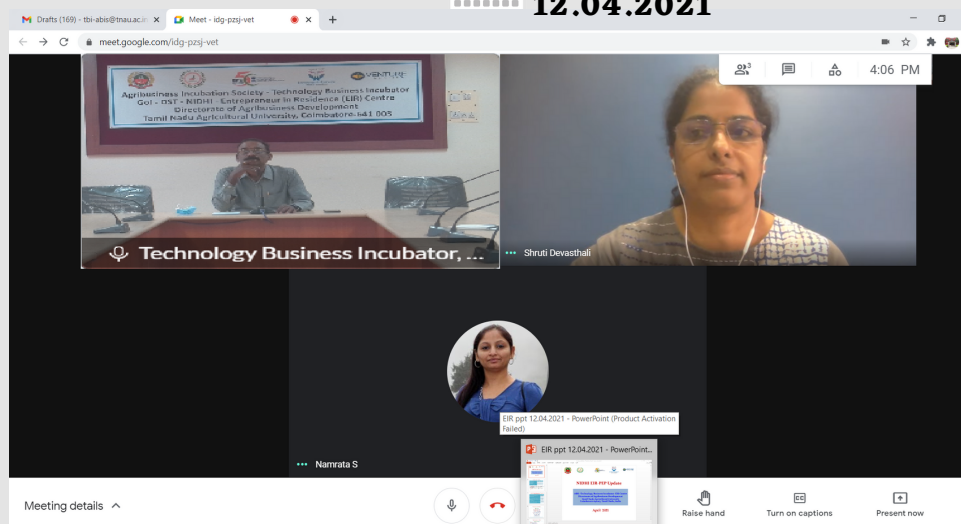 12.04.2021
Drafts (169) - tbi-abis@tnau.ac.in
Meet - idg-pzsj-vet
meet.google.com/idg-pzsj-vet
3
4:06 PM
Agribusiness Incubation Society - Technology Business Incubator
GoI - DST - NIDHI - Entrepreneur In Residence (EIR) Centre
Directorate of Agribusiness Development
Tamil Nadu Agricultural University, Coimbatore-641 003
Technology Business Incubator, ...
Shruti Devasthali
EIR ppt 12.04.2021 - PowerPoint (Product Activation
Failed)
EIR ppt 12.04.2021 - PowerPoint...
NIDHI EIR PEP Update
April 2021
Namrata S
Meeting details
Raise hand
Turn on captions
Present now